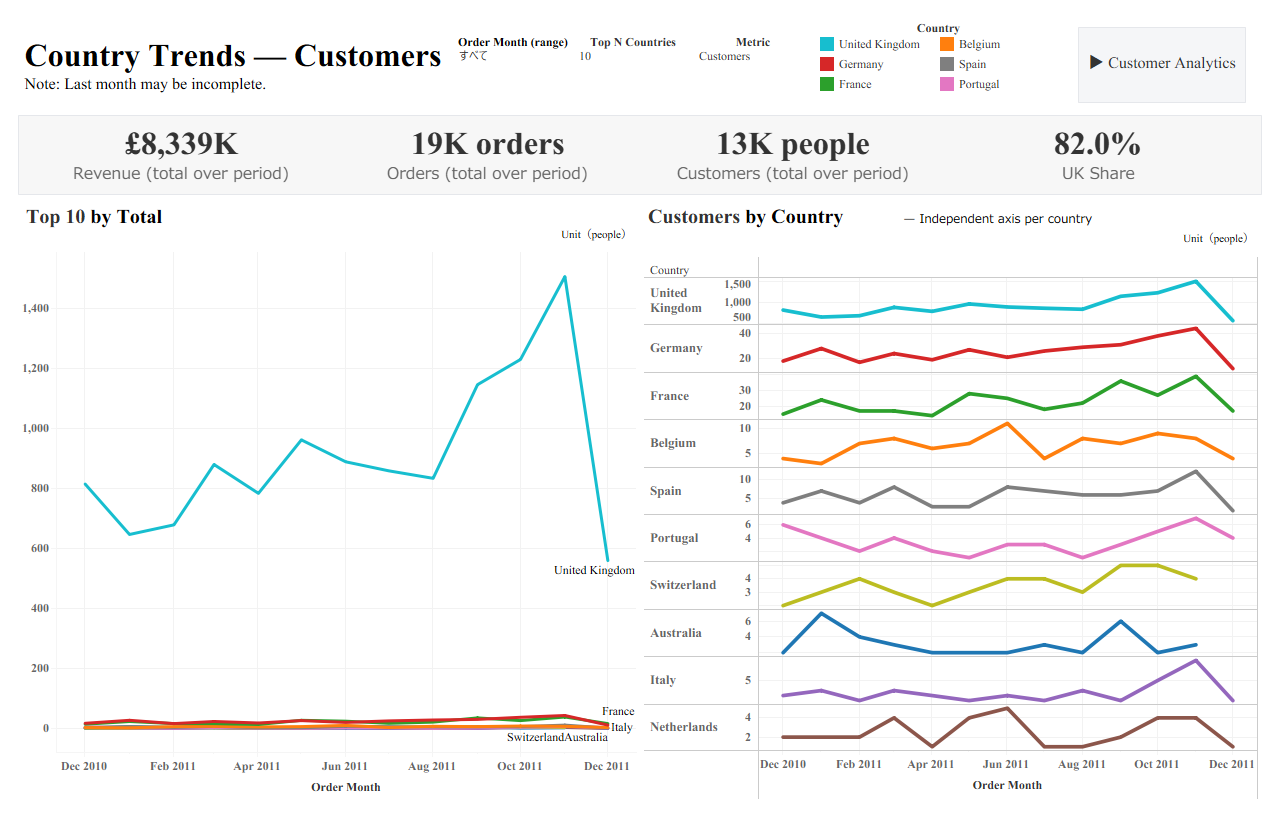 Country Trends — Customers
Note: Last month may be incomplete.
Order Month (range)
すべて
Top N Countries
10
Metric
Customers
Country
United Kingdom
Belgium
Germany
Spain
France
Portugal
▶ Customer Analytics
£8,339K
Revenue (total over period)
19K orders
Orders (total over period)
13K people
Customers (total over period)
82.0%
UK Share
Top 10 by Total
Unit（people）
1,400
1,200
1,000
800
600
400
200
0
United Kingdom
France
Italy
SwitzerlandAustralia
Dec 2010 Feb 2011 Apr 2011 Jun 2011 Aug 2011 Oct 2011 Dec 2011
Order Month
Customers by Country
— Independent axis per country
Unit（people）
Country
United
Kingdom
1,500
1,000
500
Germany
40
20
France
30
20
Belgium
10
5
Spain
10
5
Portugal
6
4
Switzerland
4
3
Australia
6
4
Italy
5
Netherlands
4
2
Dec 2010 Feb 2011 Apr 2011 Jun 2011 Aug 2011 Oct 2011 Dec 2011
Order Month